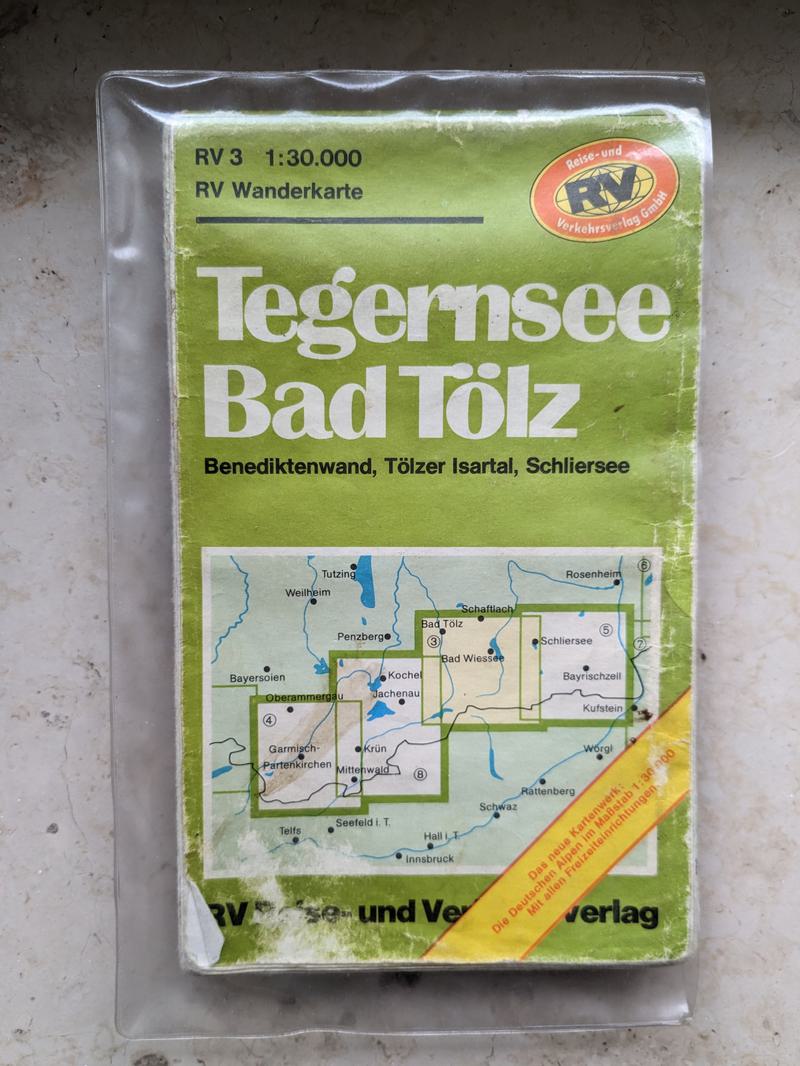 RV 3 1:30.000
RV Wanderkarte
Reise- und
RV
Verkehrsverlag GmbH
Tegernsee
Bad Tölz
Benediktenwand, Tölzer Isartal, Schliersee
Tutzing
Rosenheim
⑥
Weilheim
Schaftlach
Bad Tölz
Penzberg
③
Schliersee
⑤
⑦
Bad Wiessee
Bayersoien
Kochel
Bayrischzell
Oberammergau
Jachenau
Kufstein
④
Garmisch-
Partenkirchen
Krün
Wörgl
Mittenwald
⑧
Rattenberg
Schwaz
Seefeld i. T.
Telfs
Hall i. T.
Innsbruck
Das neue Kartenwerk:
Die Deutschen Alpen im Maßstab 1:30 000
Mit allen Freizeiteinrichtungen
RV Reise- und Ver verlag